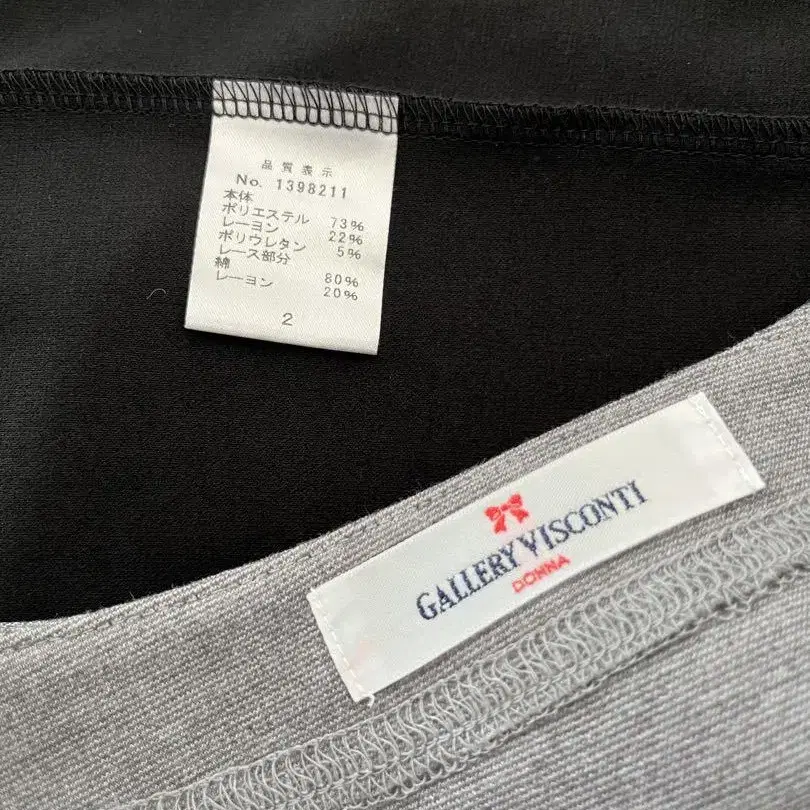 品質表示
No. 1398211
本体
ポリエステル 73%
レーヨン 22%
ポリウレタン 5%
レース部分
綿 80%
レーヨン 20%
2
GALLERY VISCONTI
DONNA